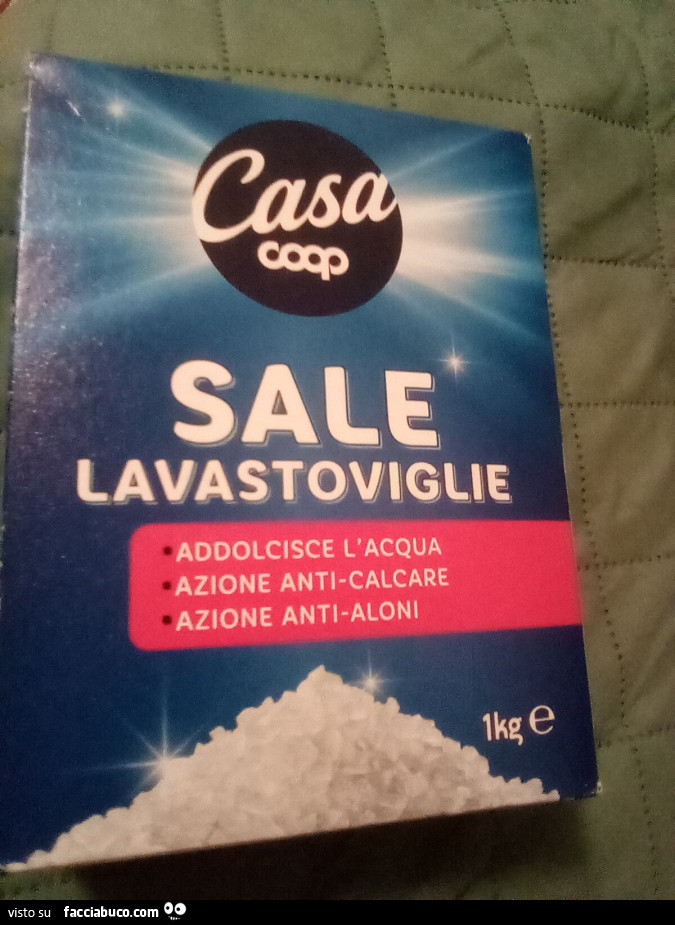 Casa
coop
SALE
LAVASTOVIGLIE
•ADDOLCISCE L'ACQUA
•AZIONE ANTI-CALCARE
•AZIONE ANTI-ALONI
1kg ℮
visto su facciabuco.com